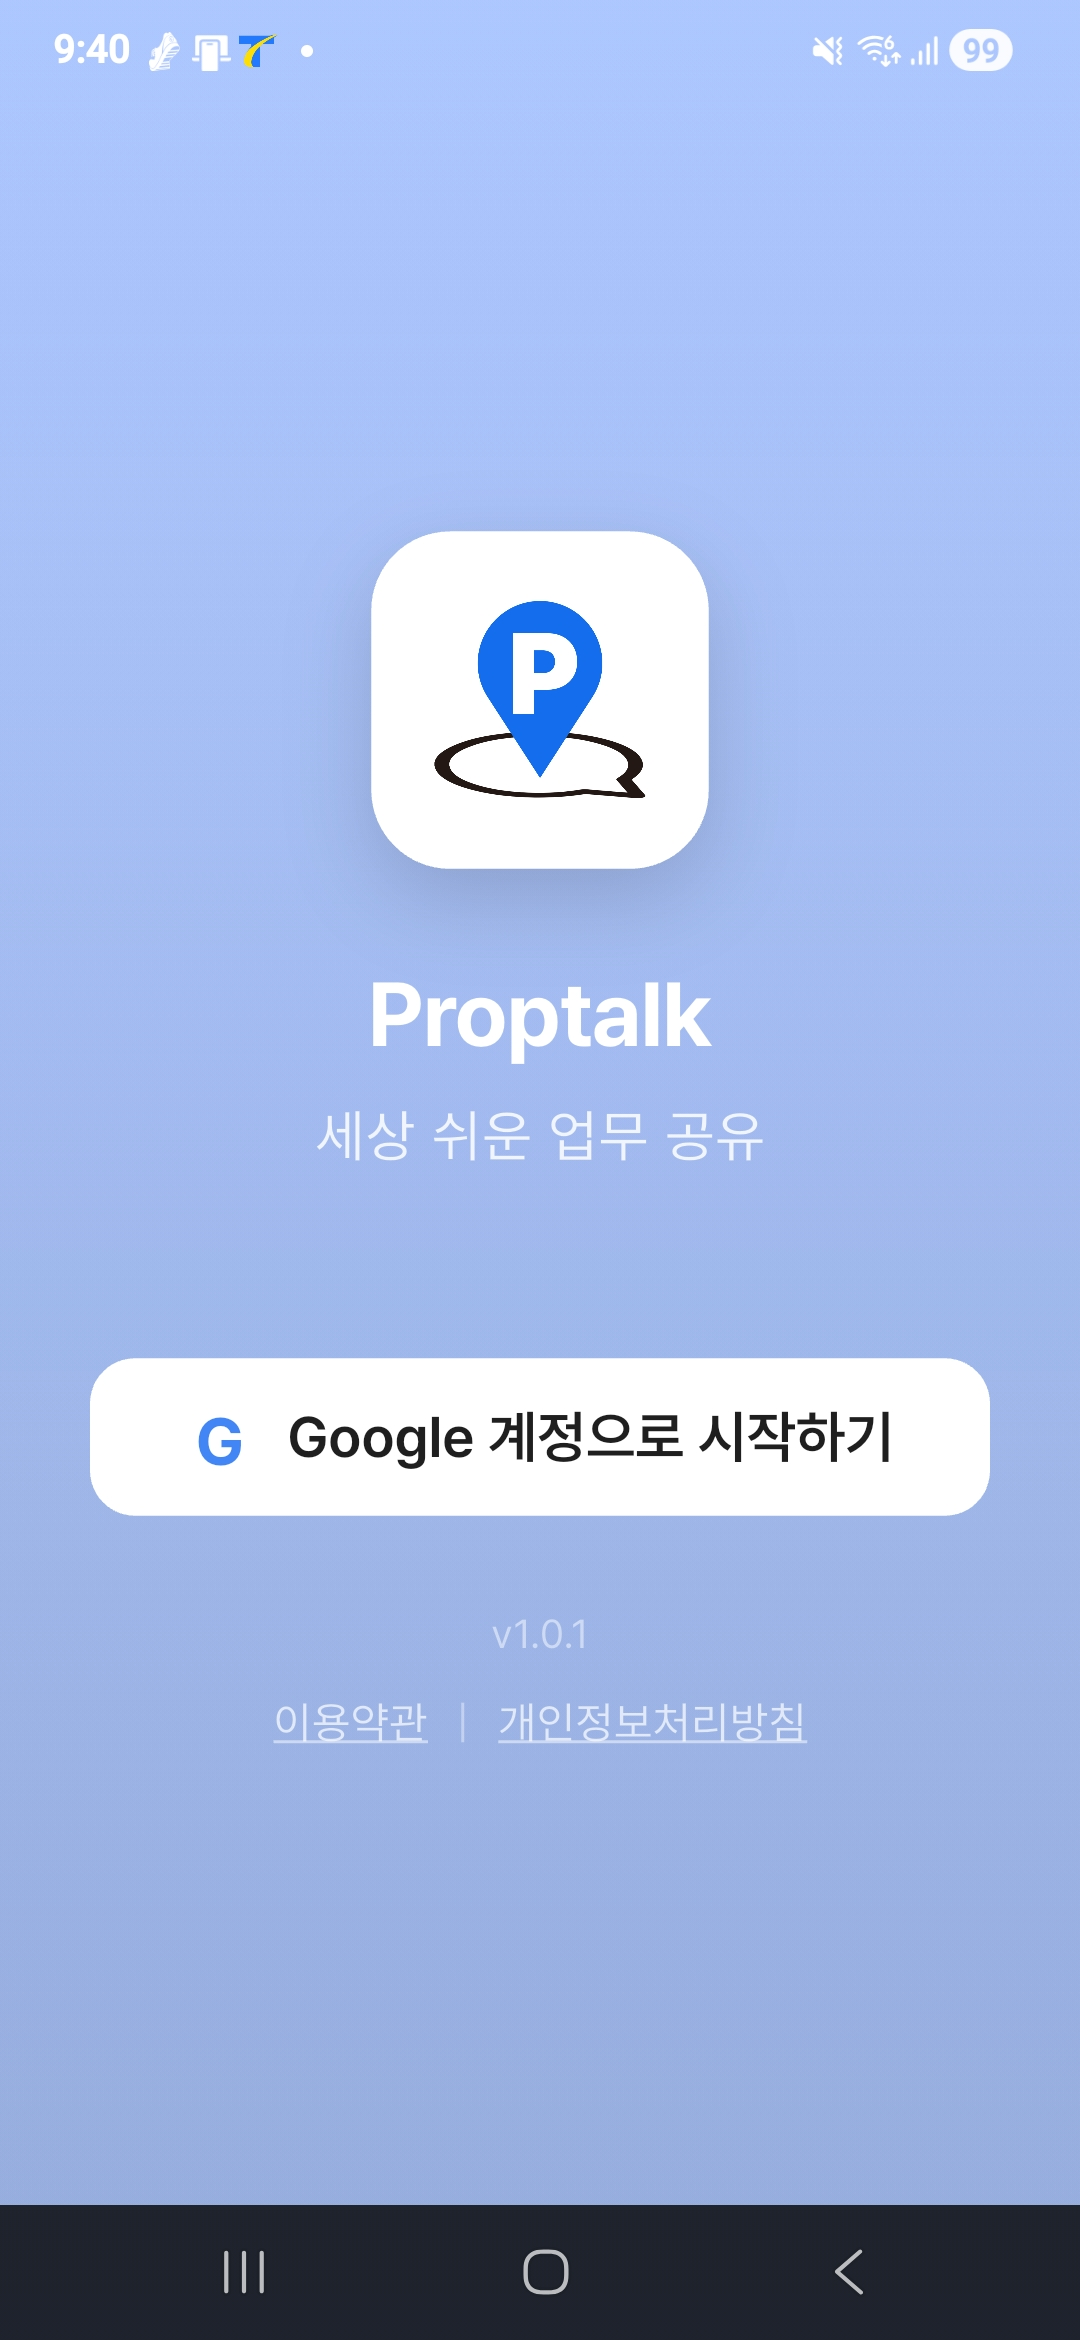 9:40
6
99
P
Proptalk
세상 쉬운 업무 공유
G Google 계정으로 시작하기
v1.0.1
이용약관 | 개인정보처리방침